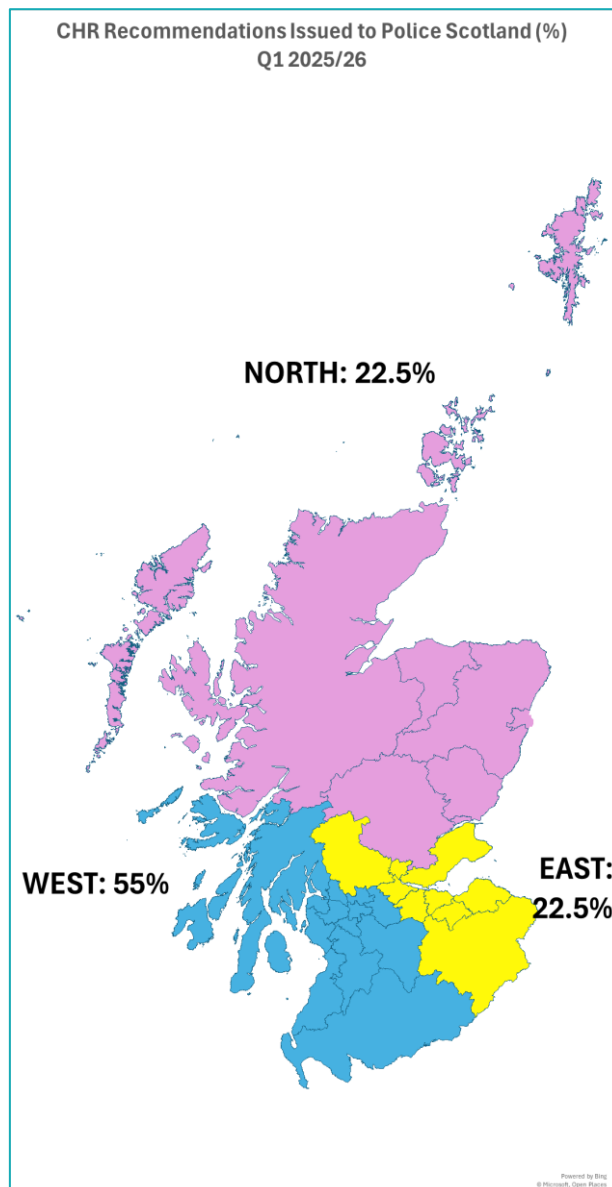 CHR Recommendations Issued to Police Scotland (%)
Q1 2025/26
NORTH: 22.5%
WEST: 55%
EAST:
22.5%
Powered by Bing
© Microsoft, Open Places